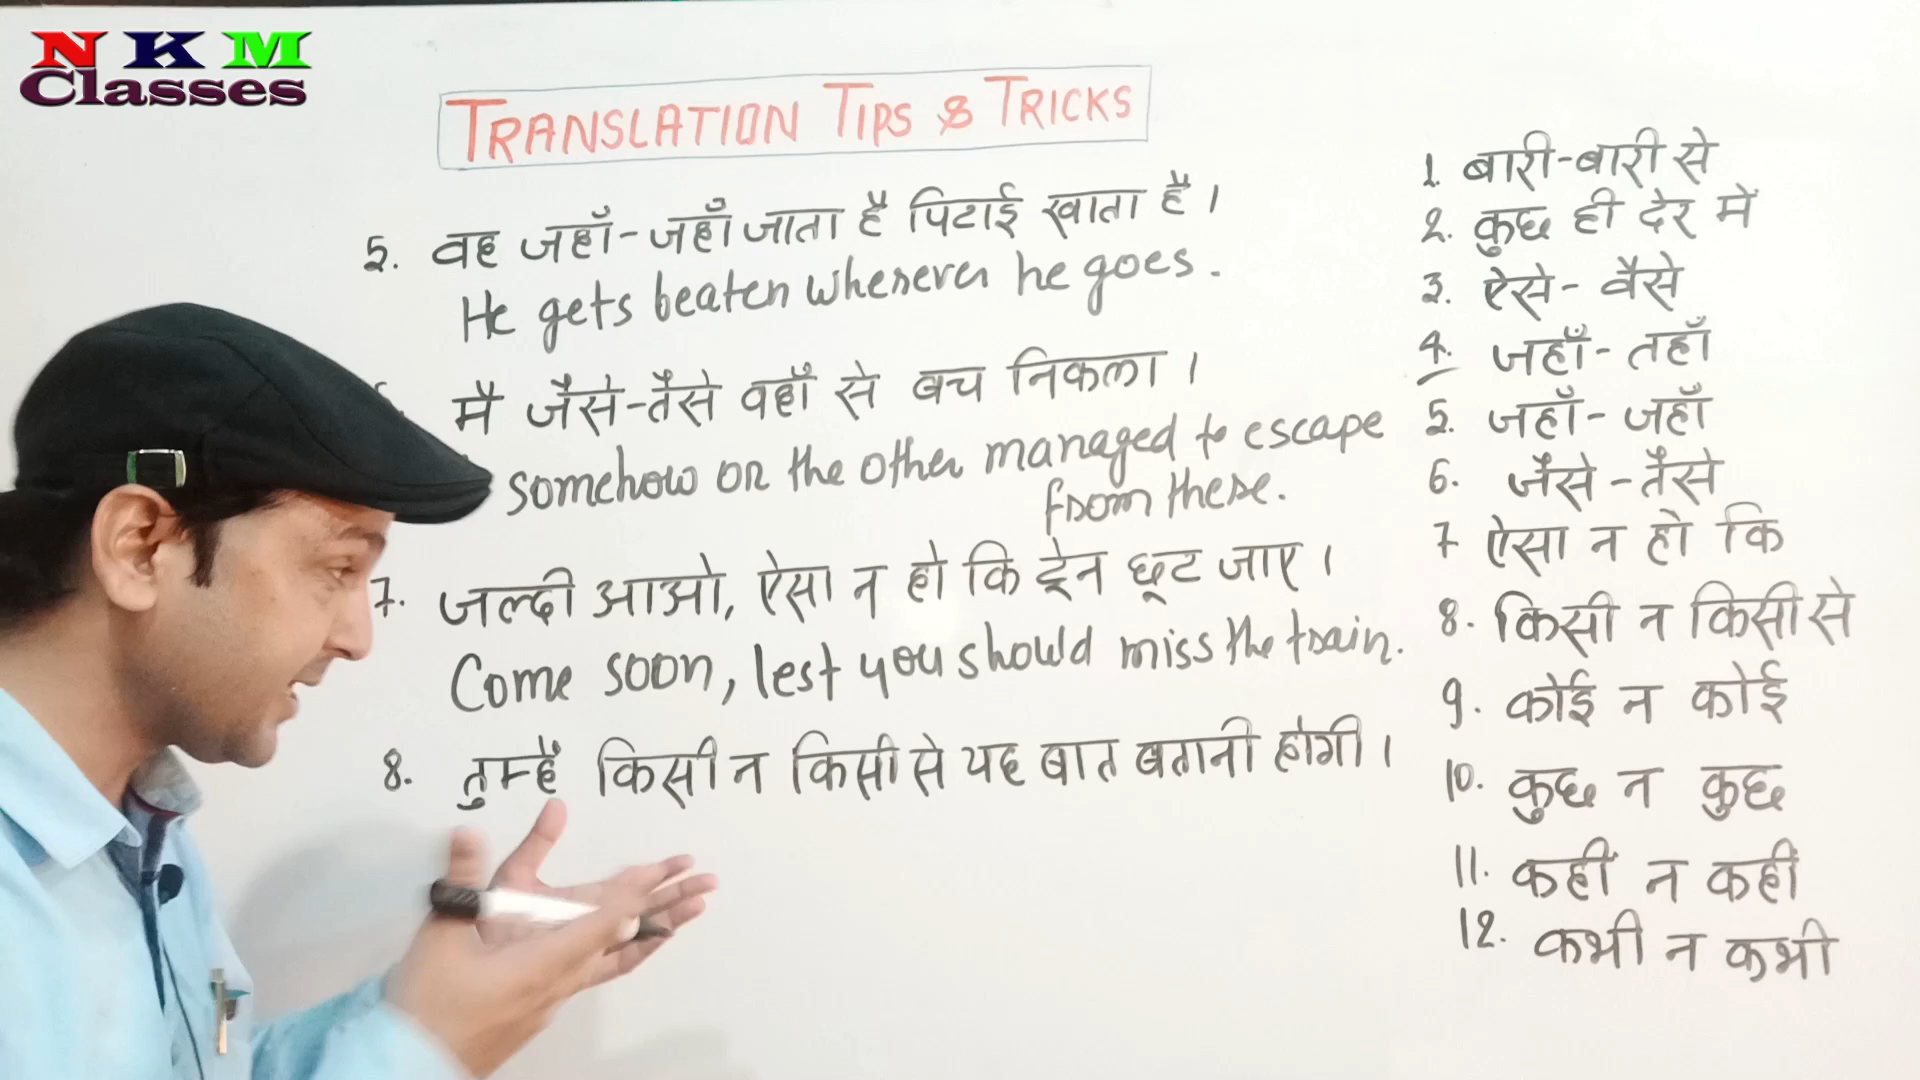 NKM
Classes
TRANSLATION TIPS & TRICKS
5. वह जहाँ-जहाँ जाता है पिटाई खाता है।
He gets beaten wherever he goes.
मैं जैसे-तैसे वहाँ से बच निकला।
somehow or the other managed to escape
from there.
7. जल्दी आओ, ऐसा न हो कि ट्रेन छूट जाए।
Come soon, lest you should miss the train.
8. तुम्हें किसी न किसी से यह बात बतानी होगी।
1. बारी-बारी से
2. कुछ ही देर में
3. ऐसे- वैसे
4. जहाँ- तहाँ
5. जहाँ- जहाँ
6. जैसे-तैसे
7 ऐसा न हो कि
8. किसी न किसी से
9. कोई न कोई
10. कुछ न कुछ
11. कहीं न कहीं
12. कभी न कभी